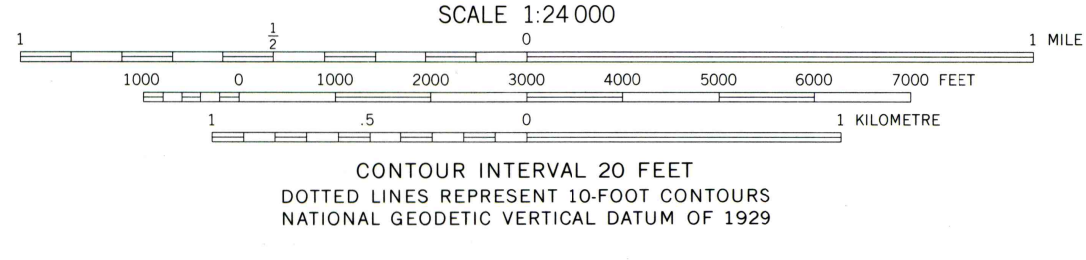 SCALE 1:24 000
1 1/2 0 1 MILE
1000 0 1000 2000 3000 4000 5000 6000 7000 FEET
1 .5 0 1 KILOMETRE
CONTOUR INTERVAL 20 FEET
DOTTED LINES REPRESENT 10-FOOT CONTOURS
NATIONAL GEODETIC VERTICAL DATUM OF 1929